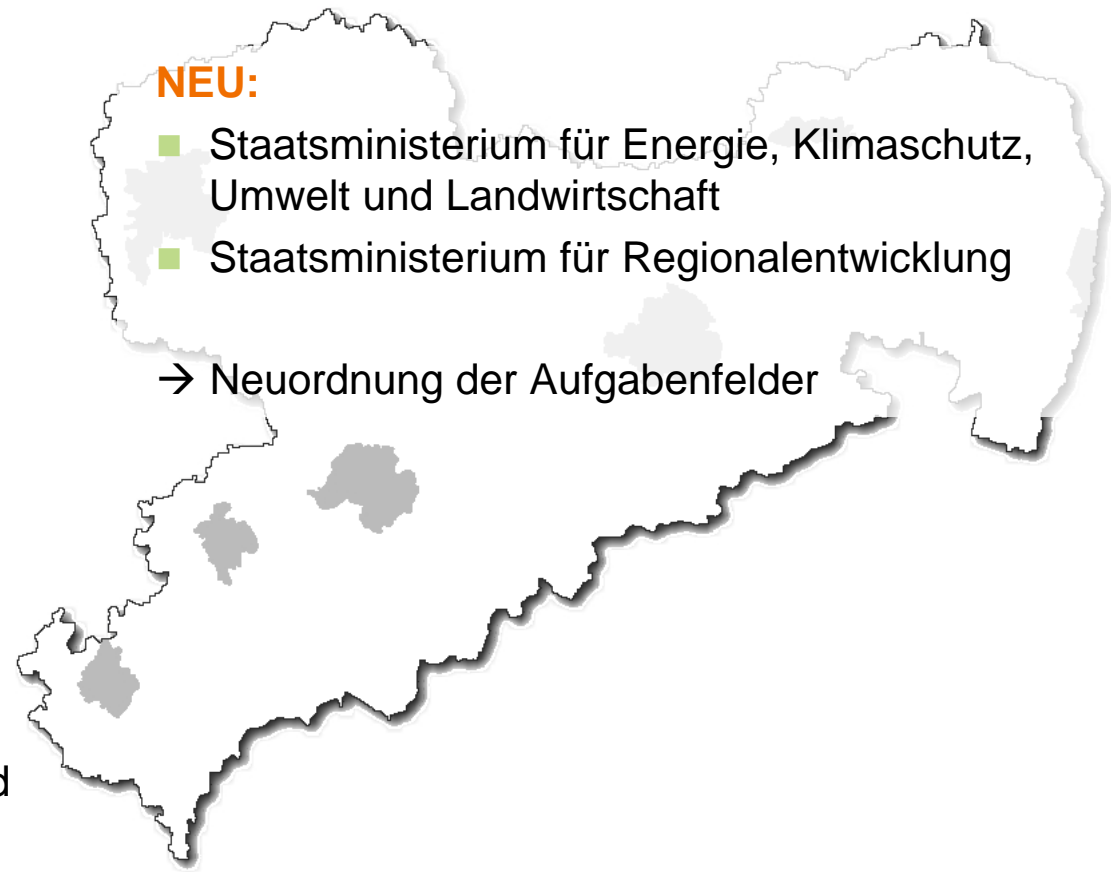 NEU:
■ Staatsministerium für Energie, Klimaschutz,
Umwelt und Landwirtschaft
■ Staatsministerium für Regionalentwicklung
→ Neuordnung der Aufgabenfelder
d